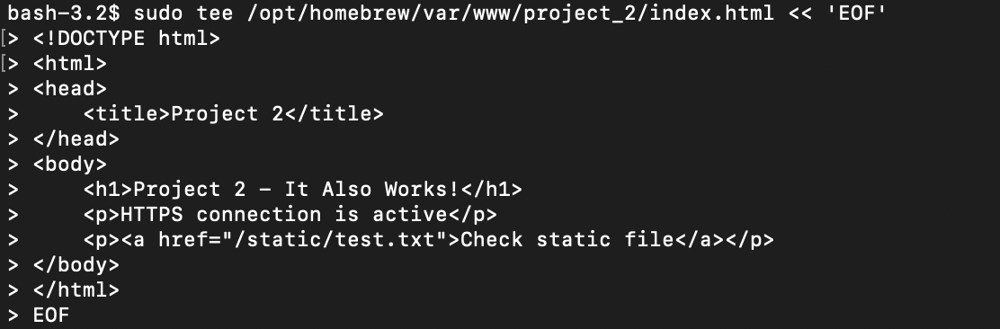 bash-3.2$ sudo tee /opt/homebrew/var/www/project_2/index.html << 'EOF'
[> <!DOCTYPE html>
[> <html>
> <head>
>     <title>Project 2</title>
> </head>
> <body>
>     <h1>Project 2 – It Also Works!</h1>
>     <p>HTTPS connection is active</p>
>     <p><a href="/static/test.txt">Check static file</a></p>
> </body>
> </html>
> EOF